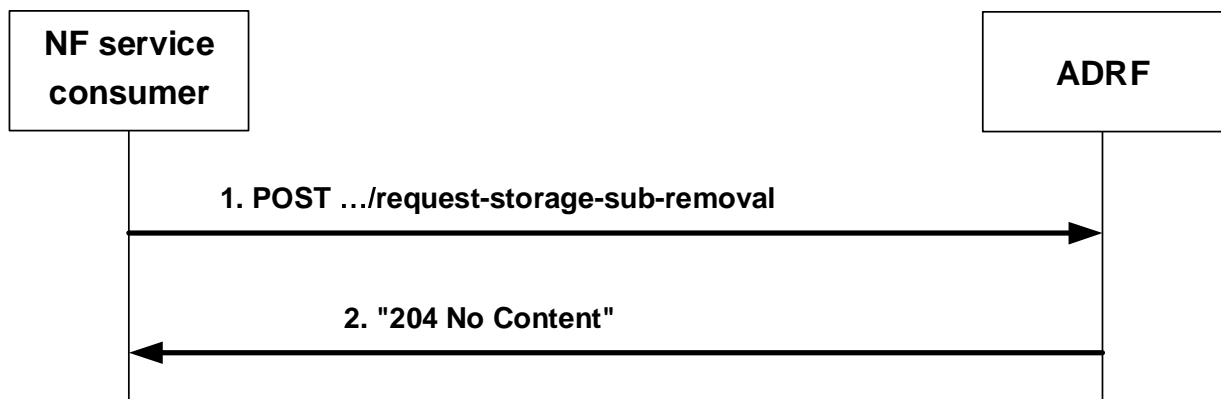 NF service
consumer
ADRF
1. POST …/request-storage-sub-removal
2. "204 No Content"